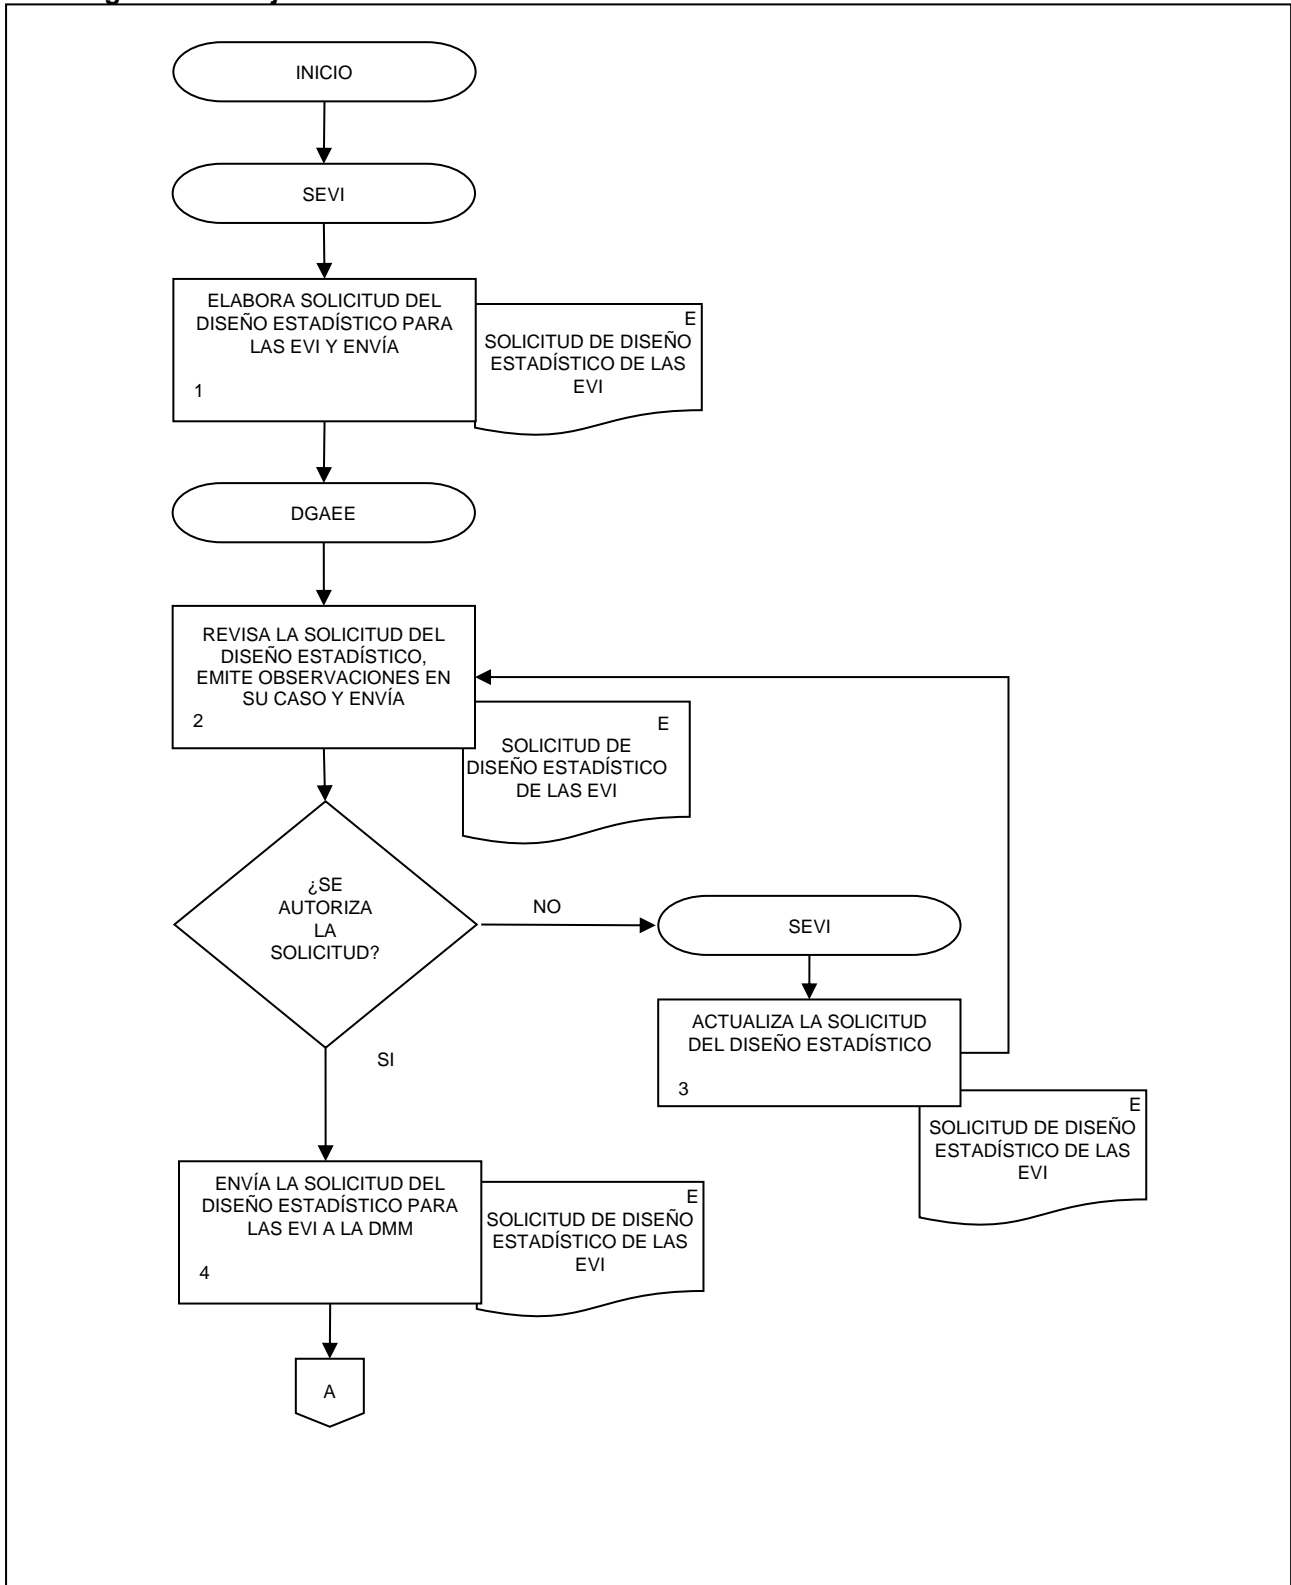 INICIO
SEVI
ELABORA SOLICITUD DEL
DISEÑO ESTADÍSTICO PARA
LAS EVI Y ENVÍA
1
E
SOLICITUD DE DISEÑO
ESTADÍSTICO DE LAS
EVI
DGAEE
REVISA LA SOLICITUD DEL
DISEÑO ESTADÍSTICO,
EMITE OBSERVACIONES EN
SU CASO Y ENVÍA
2
E
SOLICITUD DE
DISEÑO ESTADÍSTICO
DE LAS EVI
¿SE
AUTORIZA
LA
SOLICITUD?
NO
SEVI
ACTUALIZA LA SOLICITUD
DEL DISEÑO ESTADÍSTICO
3
E
SOLICITUD DE DISEÑO
ESTADÍSTICO DE LAS
EVI
SI
ENVÍA LA SOLICITUD DEL
DISEÑO ESTADÍSTICO PARA
LAS EVI A LA DMM
4
E
SOLICITUD DE DISEÑO
ESTADÍSTICO DE LAS
EVI
A